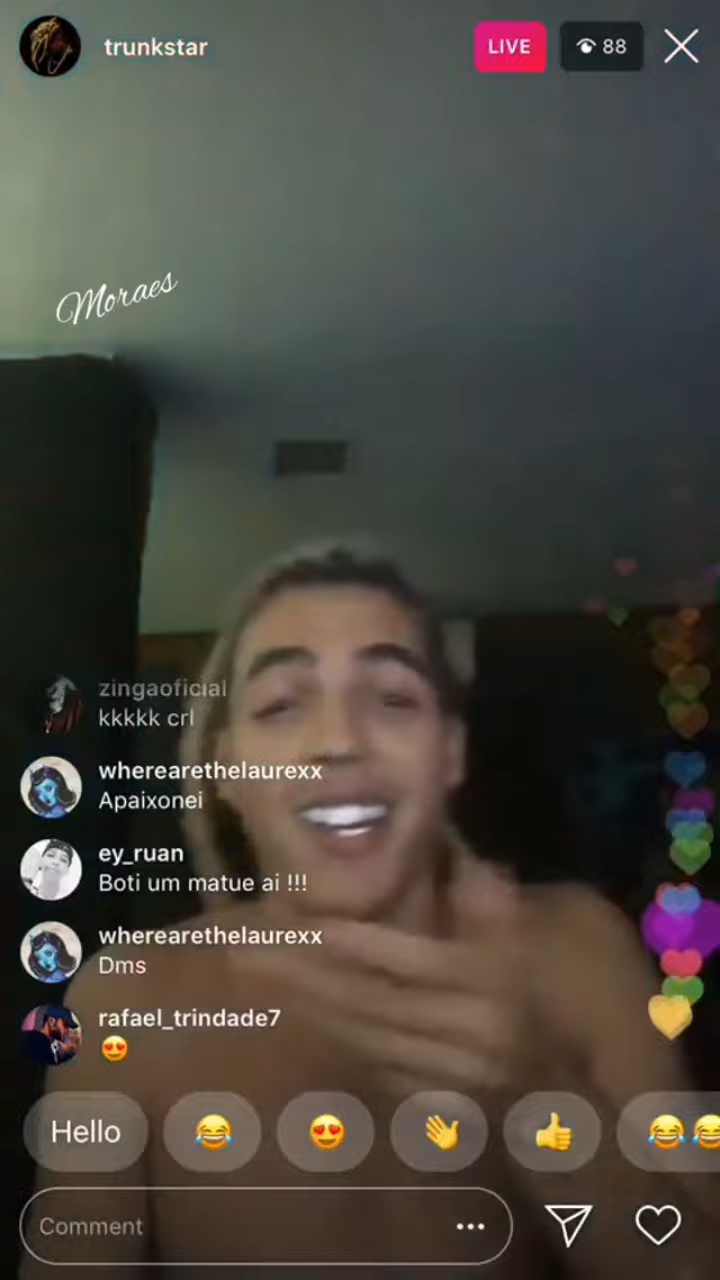 trunkstar
LIVE
88
Moraes
zingaoficial
kkkkk crl
wherearethelaurexx
Apaixonei
ey_ruan
Boti um matue ai !!!
wherearethelaurexx
Dms
rafael_trindade7
😍
Hello 😂 😍 👋 👍 😂😂
Comment